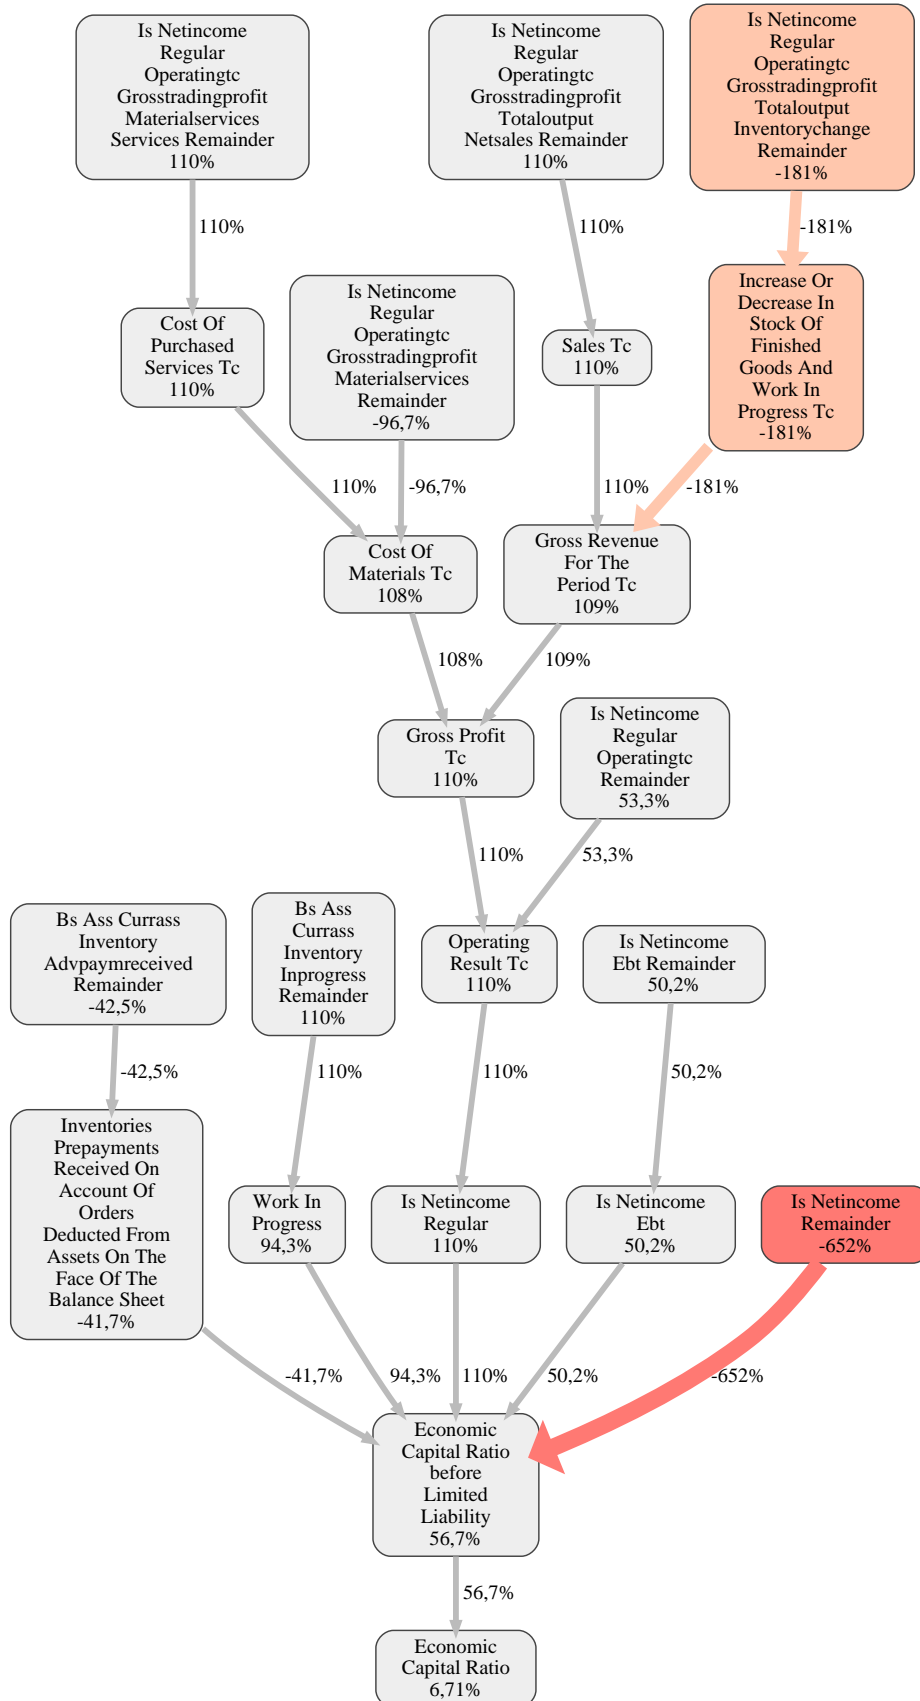 Is Netincome
Regular
Operatingtc
Grosstradingprofit
Materialservices
Services Remainder
110%
Is Netincome
Regular
Operatingtc
Grosstradingprofit
Totaloutput
Netsales Remainder
110%
Is Netincome
Regular
Operatingtc
Grosstradingprofit
Totaloutput
Inventorychange
Remainder
-181%
110%
110%
-181%
Cost Of
Purchased
Services Tc
110%
Is Netincome
Regular
Operatingtc
Grosstradingprofit
Materialservices
Remainder
-96,7%
Sales Tc
110%
Increase Or
Decrease In
Stock Of
Finished
Goods And
Work In
Progress Tc
-181%
110%
-96,7%
110%
-181%
Cost Of
Materials Tc
108%
Gross Revenue
For The
Period Tc
109%
108%
109%
Gross Profit
Tc
110%
Is Netincome
Regular
Operatingtc
Remainder
53,3%
110%
53,3%
Bs Ass Currass
Inventory
Advpaymreceived
Remainder
-42,5%
Bs Ass
Currass
Inventory
Inprogress
Remainder
110%
Operating
Result Tc
110%
Is Netincome
Ebt Remainder
50,2%
-42,5%
110%
110%
50,2%
Inventories
Prepayments
Received On
Account Of
Orders
Deducted From
Assets On The
Face Of The
Balance Sheet
-41,7%
Work In
Progress
94,3%
Is Netincome
Regular
110%
Is Netincome
Ebt
50,2%
Is Netincome
Remainder
-652%
-41,7%
94,3%
110%
50,2%
-652%
Economic
Capital Ratio
before
Limited
Liability
56,7%
56,7%
Economic
Capital Ratio
6,71%